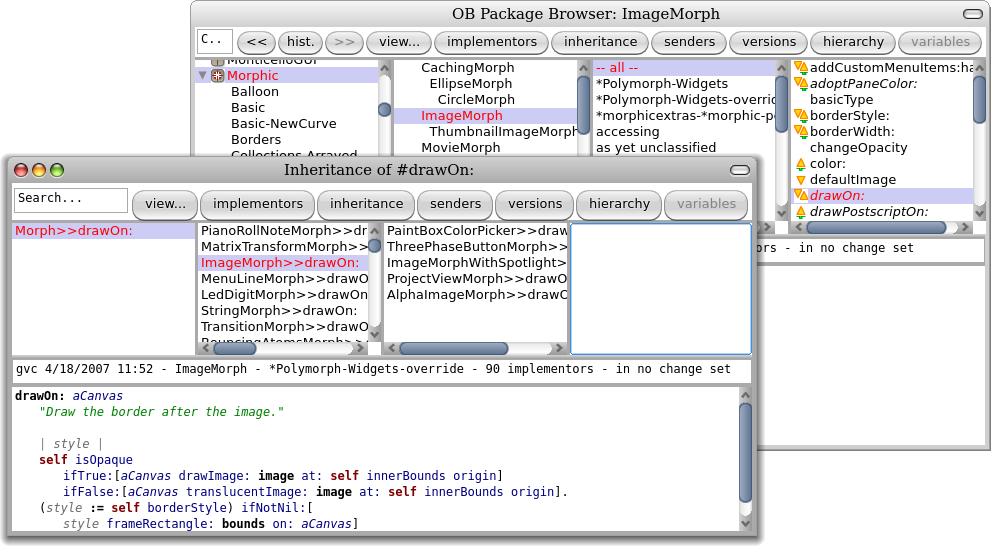 OB Package Browser: ImageMorph
C..
<<
hist.
>>
view...
implementors
inheritance
senders
versions
hierarchy
variables
MonticelloGUI
Morphic
Balloon
Basic
Basic-NewCurve
Borders
Collections-Arrayed
CachingMorph
EllipseMorph
CircleMorph
ImageMorph
ThumbnailImageMorph
MovieMorph
-- all --
*Polymorph-Widgets
*Polymorph-Widgets-overric
*morphicextras-*morphic-p
accessing
as yet unclassified
addCustomMenuItems:ha
adoptPaneColor:
basicType
borderStyle:
borderWidth:
changeOpacity
color:
defaultImage
drawOn:
drawPostscriptOn:
ors - in no change set
Inheritance of #drawOn:
Search...
view...
implementors
inheritance
senders
versions
hierarchy
variables
Morph>>drawOn:
PianoRollNoteMorph>>dr
MatrixTransformMorph>>
ImageMorph>>drawOn:
MenuLineMorph>>drawO
LedDigitMorph>>drawOn
StringMorph>>drawOn:
TransitionMorph>>drawO
BouncingAtomsMorph>>
PaintBoxColorPicker>>draw
ThreePhaseButtonMorph>>
ImageMorphWithSpotlight>
ProjectViewMorph>>drawO
AlphaImageMorph>>drawO
gvc 4/18/2007 11:52 - ImageMorph - *Polymorph-Widgets-override - 90 implementors - in no change set
drawOn: aCanvas
"Draw the border after the image."
| style |
self isOpaque
ifTrue:[aCanvas drawImage: image at: self innerBounds origin]
ifFalse:[aCanvas translucentImage: image at: self innerBounds origin].
(style := self borderStyle) ifNotNil:[
style frameRectangle: bounds on: aCanvas]